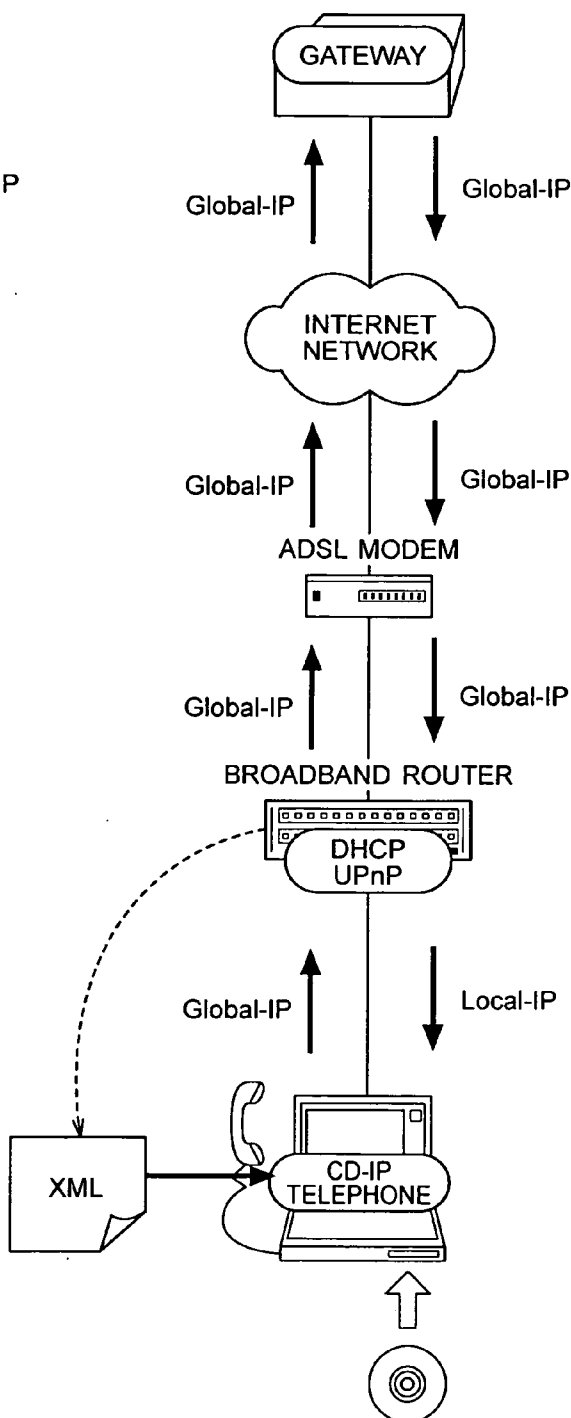 GATEWAY
P
Global-IP
Global-IP
INTERNET
NETWORK
Global-IP
Global-IP
ADSL MODEM
Global-IP
Global-IP
BROADBAND ROUTER
DHCP
UPnP
Global-IP
Local-IP
XML
CD-IP
TELEPHONE